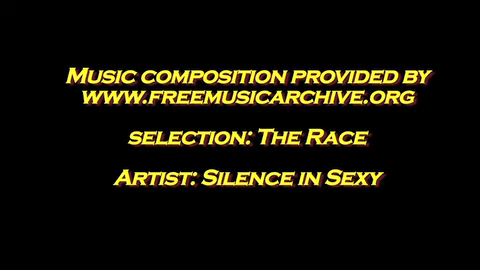 Music composition provided by
www.freemusicarchive.org
selection: The Race
Artist: Silence in Sexy